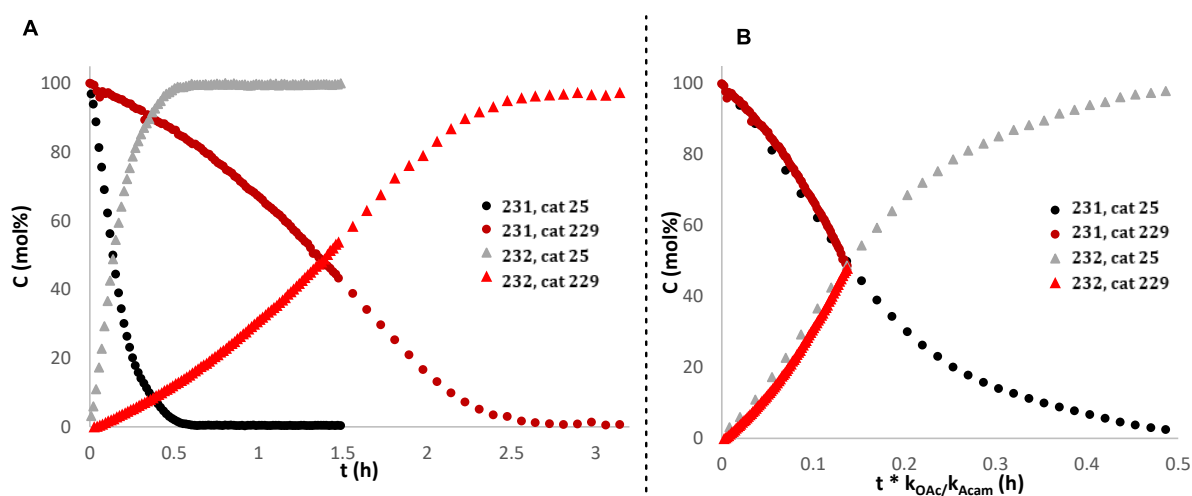 A
C (mol%)
100
80
60
40
20
0
0
0.5
1
1.5
2
2.5
3
t (h)
231, cat 25
231, cat 229
232, cat 25
232, cat 229
B
C (mol%)
100
80
60
40
20
0
0
0.1
0.2
0.3
0.4
0.5
t * kOAc/kAcam (h)
231, cat 25
231, cat 229
232, cat 25
232, cat 229